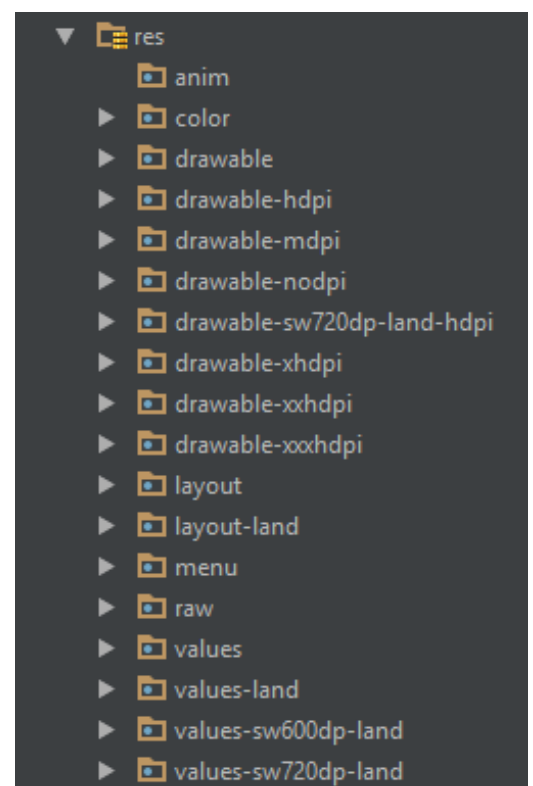 res
anim
color
drawable
drawable-hdpi
drawable-mdpi
drawable-nodpi
drawable-sw720dp-land-hdpi
drawable-xhdpi
drawable-xxhdpi
drawable-xxxhdpi
layout
layout-land
menu
raw
values
values-land
values-sw600dp-land
values-sw720dp-land